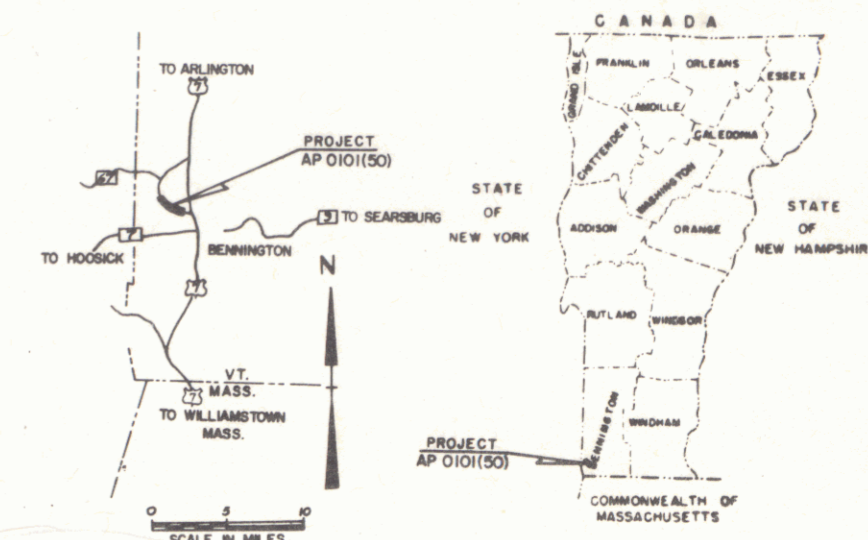 TO ARLINGTON
7
PROJECT
AP 0101(50)
67
TO HOOSICK
7
BENNINGTON
9 TO SEARSBURG
7
N
VT.
MASS.
7
TO WILLIAMSTOWN
MASS.
0 5 10
SCALE IN MILES
CANADA
GRAND ISLE
FRANKLIN
ORLEANS
ESSEX
LAMOILLE
CALEDONIA
CHITTENDEN
WASHINGTON
STATE
OF
NEW YORK
ADDISON
ORANGE
STATE
OF
NEW HAMPSHIR
RUTLAND
WINDSOR
BENNINGTON
WINDHAM
PROJECT
AP 0101(50)
COMMONWEALTH OF
MASSACHUSETTS